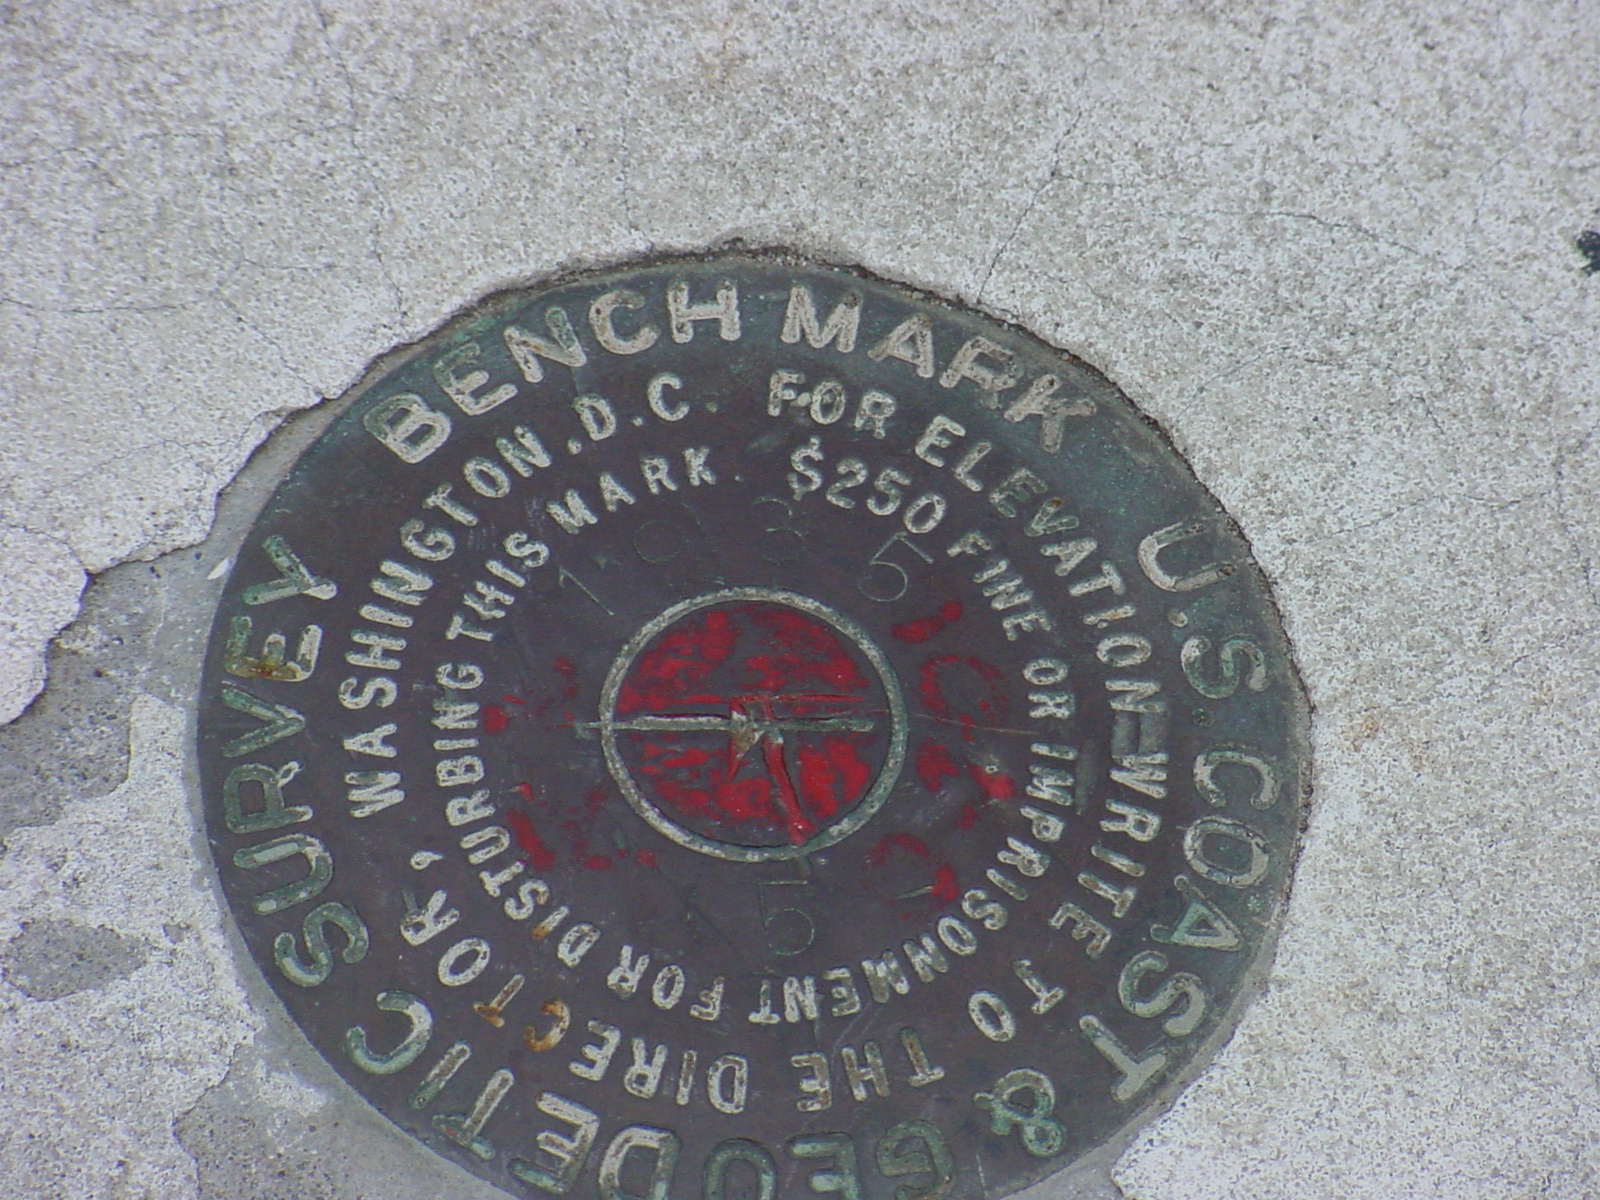 BENCH MARK
U.S. COAST & GEODETIC SURVEY
FOR ELEVATION=WRITE TO THE DIRECTOR, WASHINGTON, D.C.
$250 FINE OR IMPRISONMENT FOR DISTURBING THIS MARK.
1935